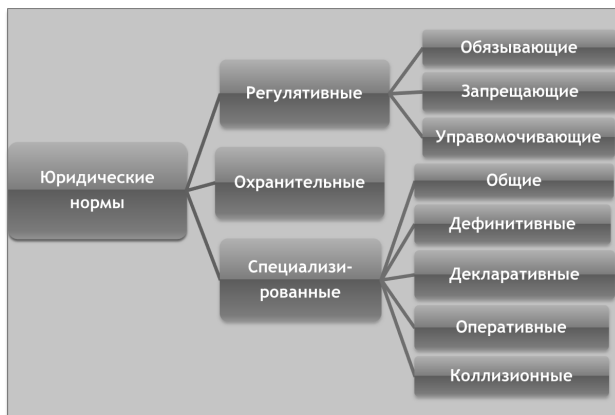 Юридические
нормы
Регулятивные
Обязывающие
Запрещающие
Управомочивающие
Охранительные
Специализи-
рованные
Общие
Дефинитивные
Декларативные
Оперативные
Коллизионные